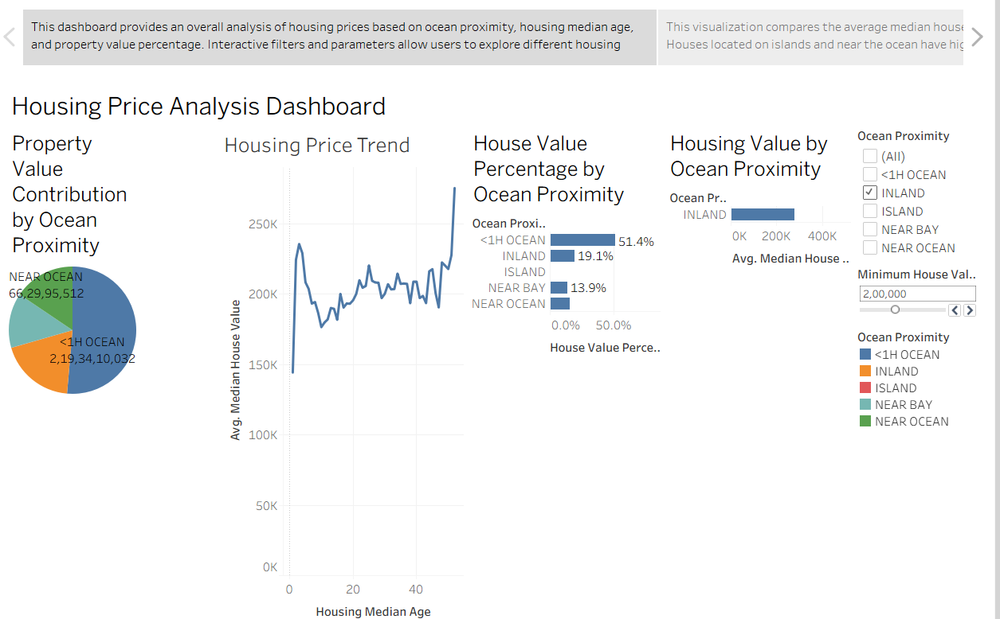 This dashboard provides an overall analysis of housing prices based on ocean proximity, housing median age,
and property value percentage. Interactive filters and parameters allow users to explore different housing
This visualization compares the average median house
Houses located on islands and near the ocean have hig
Housing Price Analysis Dashboard
Property
Value
Contribution
by Ocean
Proximity
NEAR OCEAN
66,29,95,512
<1H OCEAN
2,19,34,10,032
Housing Price Trend
Avg. Median House Value
250K
200K
150K
100K
50K
0K
0
20
40
Housing Median Age
House Value
Percentage by
Ocean Proximity
Ocean Proxi..
<1H OCEAN
51.4%
INLAND
19.1%
ISLAND
NEAR BAY
13.9%
NEAR OCEAN
0.0%
50.0%
House Value Perce..
Housing Value by
Ocean Proximity
Ocean Pr..
INLAND
0K
200K
400K
Avg. Median House ..
Ocean Proximity
(All)
<1H OCEAN
INLAND
ISLAND
NEAR BAY
NEAR OCEAN
Minimum House Val..
2,00,000
Ocean Proximity
<1H OCEAN
INLAND
ISLAND
NEAR BAY
NEAR OCEAN